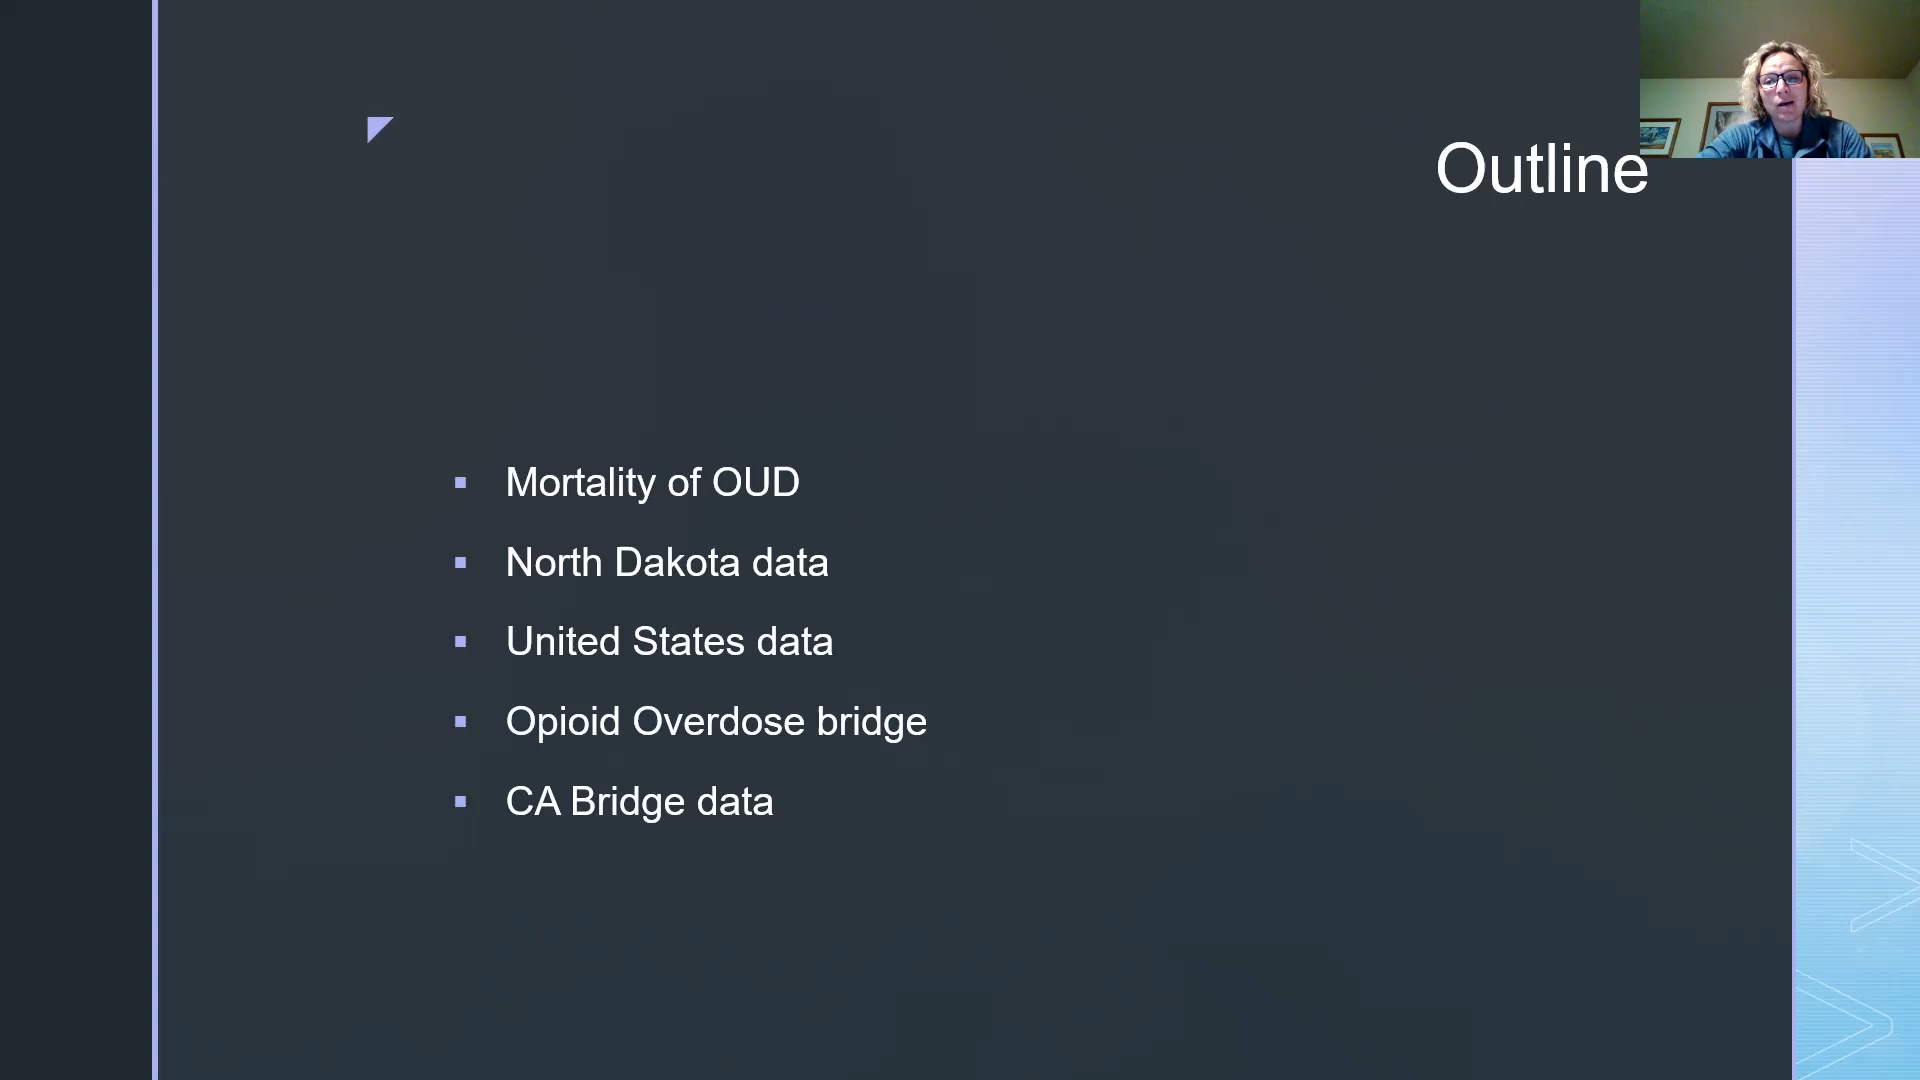 Outline
Mortality of OUD
North Dakota data
United States data
Opioid Overdose bridge
CA Bridge data